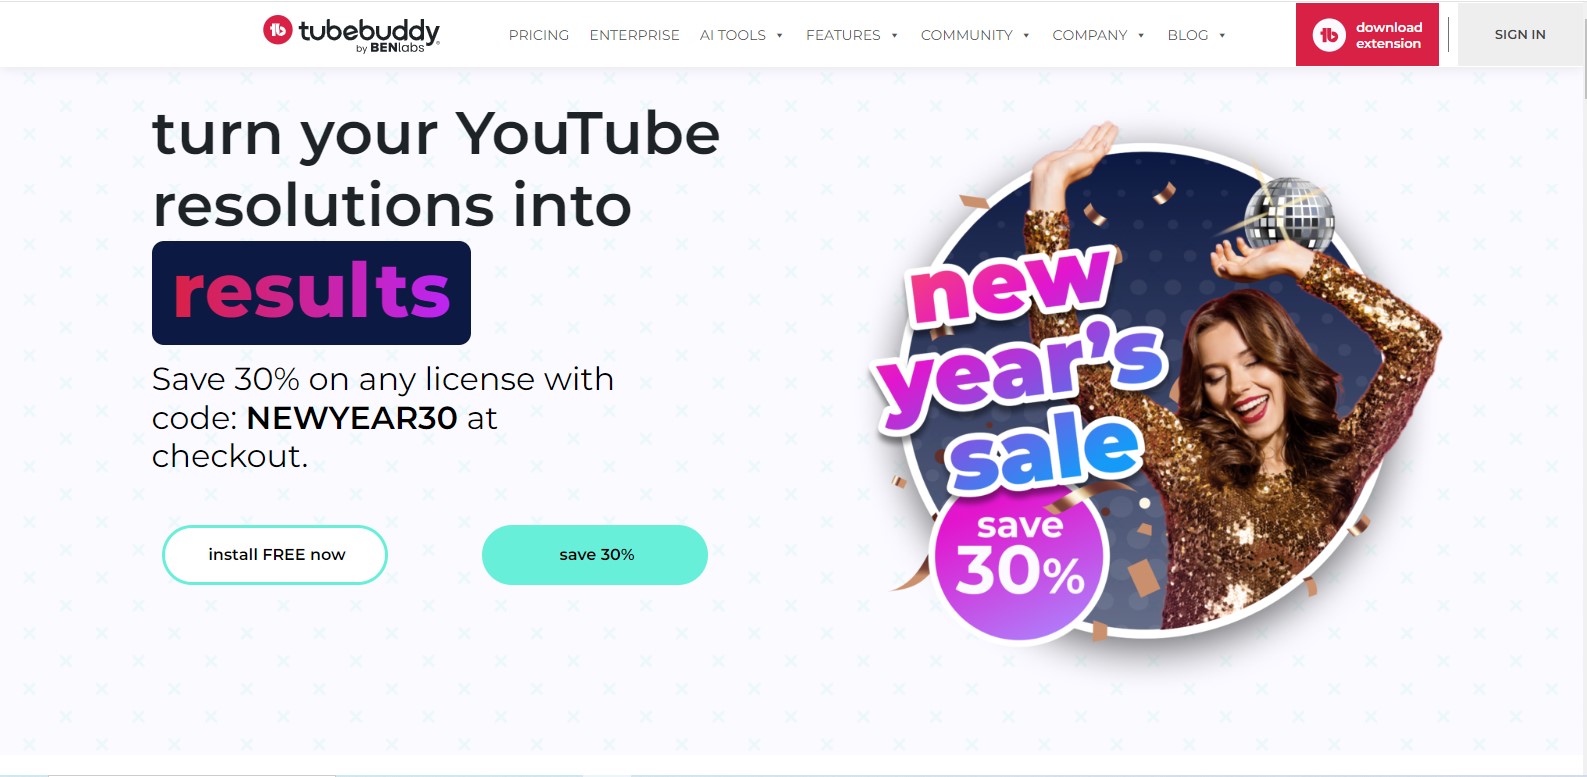 tubebuddy
by BENlabs
PRICING
ENTERPRISE
AI TOOLS
FEATURES
COMMUNITY
COMPANY
BLOG
download
extension
SIGN IN
turn your YouTube
resolutions into
results
Save 30% on any license with
code: NEWYEAR30 at
checkout.
install FREE now
save 30%
new
year's
sale
save
30%